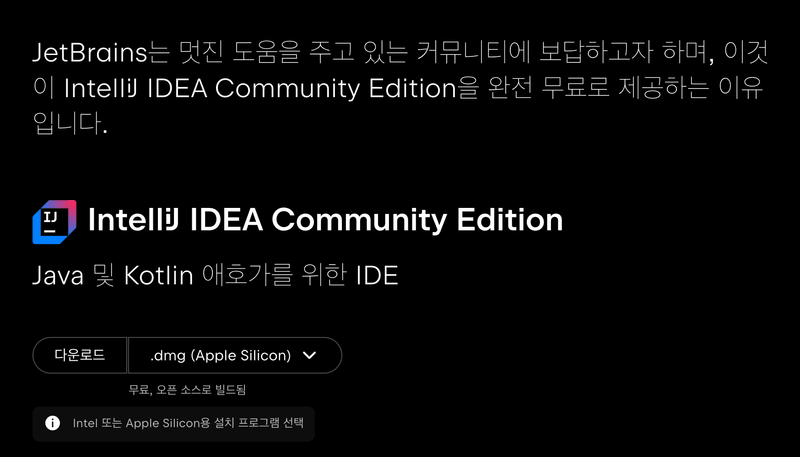 JetBrains는 멋진 도움을 주고 있는 커뮤니티에 보답하고자 하며, 이것
이 IntelliJ IDEA Community Edition을 완전 무료로 제공하는 이유
입니다.
IJ
IntelliJ IDEA Community Edition
Java 및 Kotlin 애호가를 위한 IDE
다운로드
.dmg (Apple Silicon)
무료, 오픈 소스로 빌드됨
Intel 또는 Apple Silicon용 설치 프로그램 선택